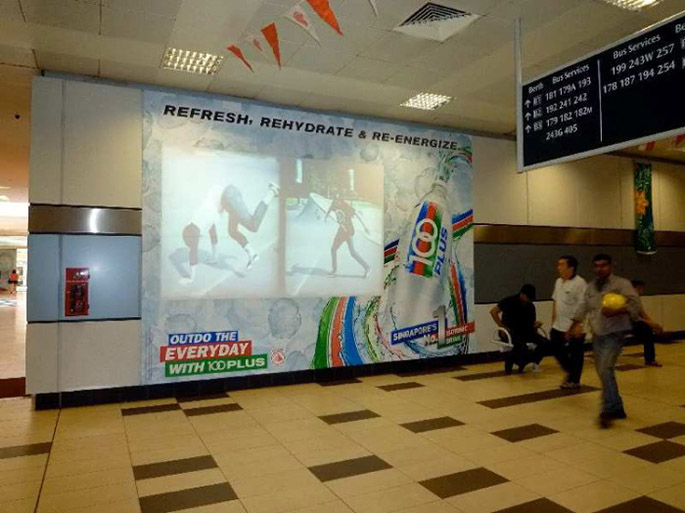 REFRESH, REHYDRATE & RE-ENERGIZE...
100
PLUS
OUTDO THE
EVERYDAY
WITH 100PLUS
SINGAPORE'S
No.
1
ISOTONIC
DRINK
Berth Bus Services
181 179A 193
192 241 242
179 182 182M
243G 405
Bus Services
199 243W 257
178 187 194 254